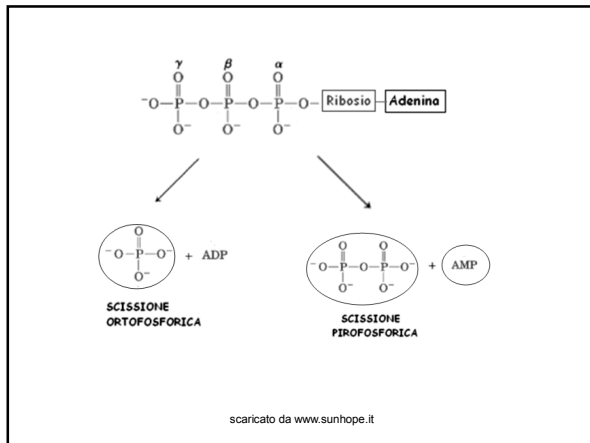 γ β α
O O O
⁻O—P—O—P—O—P—O— Ribosio — Adenina
O⁻ O⁻ O⁻
O
⁻O—P—O⁻ + ADP
O⁻
SCISSIONE
ORTOFOSFORICA
O O
⁻O—P—O—P—O⁻ + AMP
O⁻ O⁻
SCISSIONE
PIROFOSFORICA
scaricato da www.sunhope.it